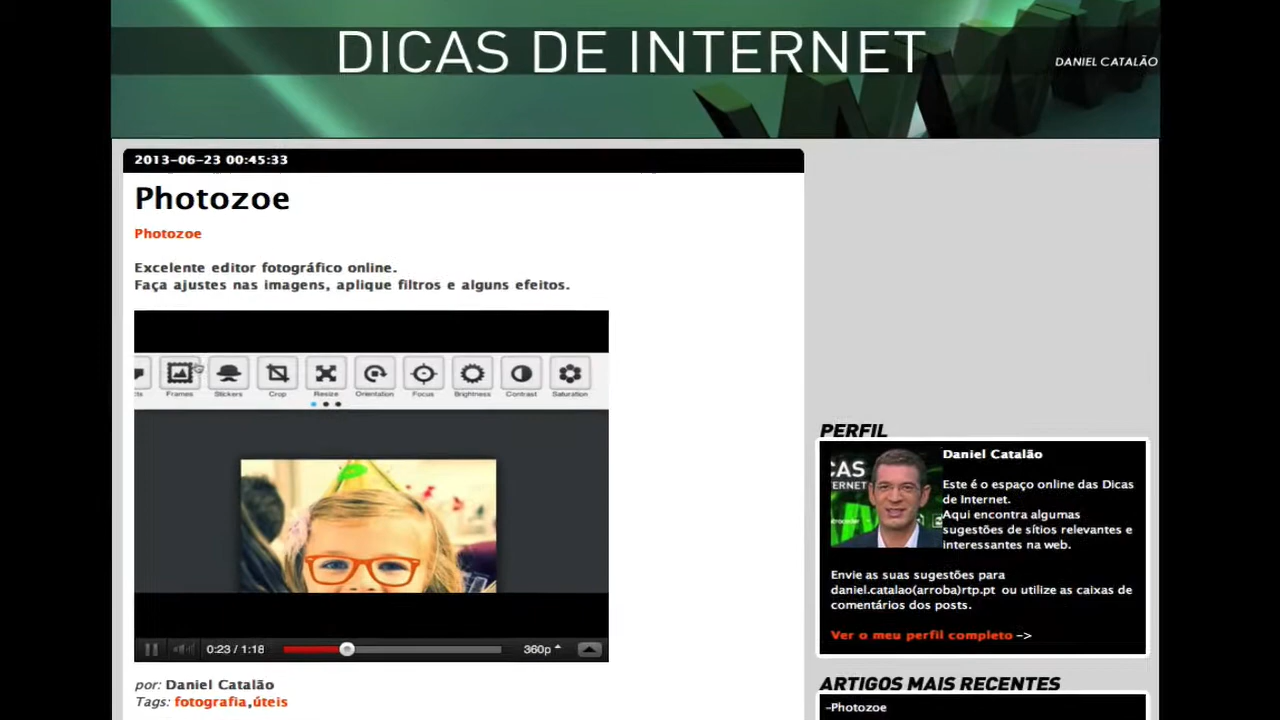 DICAS DE INTERNET
DANIEL CATALÃO
2013-06-23 00:45:33
Photozoe
Photozoe
Excelente editor fotográfico online.
Faça ajustes nas imagens, aplique filtros e alguns efeitos.
Frames Stickers Crop Resize Orientation Focus Brightness Contrast Saturation
0:23 / 1:18
360p
por: Daniel Catalão
Tags: fotografia,úteis
PERFIL
Daniel Catalão
Este é o espaço online das Dicas
de Internet.
Aqui encontra algumas
sugestões de sítios relevantes e
interessantes na web.
Envie as suas sugestões para
daniel.catalao(arroba)rtp.pt ou utilize as caixas de
comentários dos posts.
Ver o meu perfil completo ->
ARTIGOS MAIS RECENTES
-Photozoe